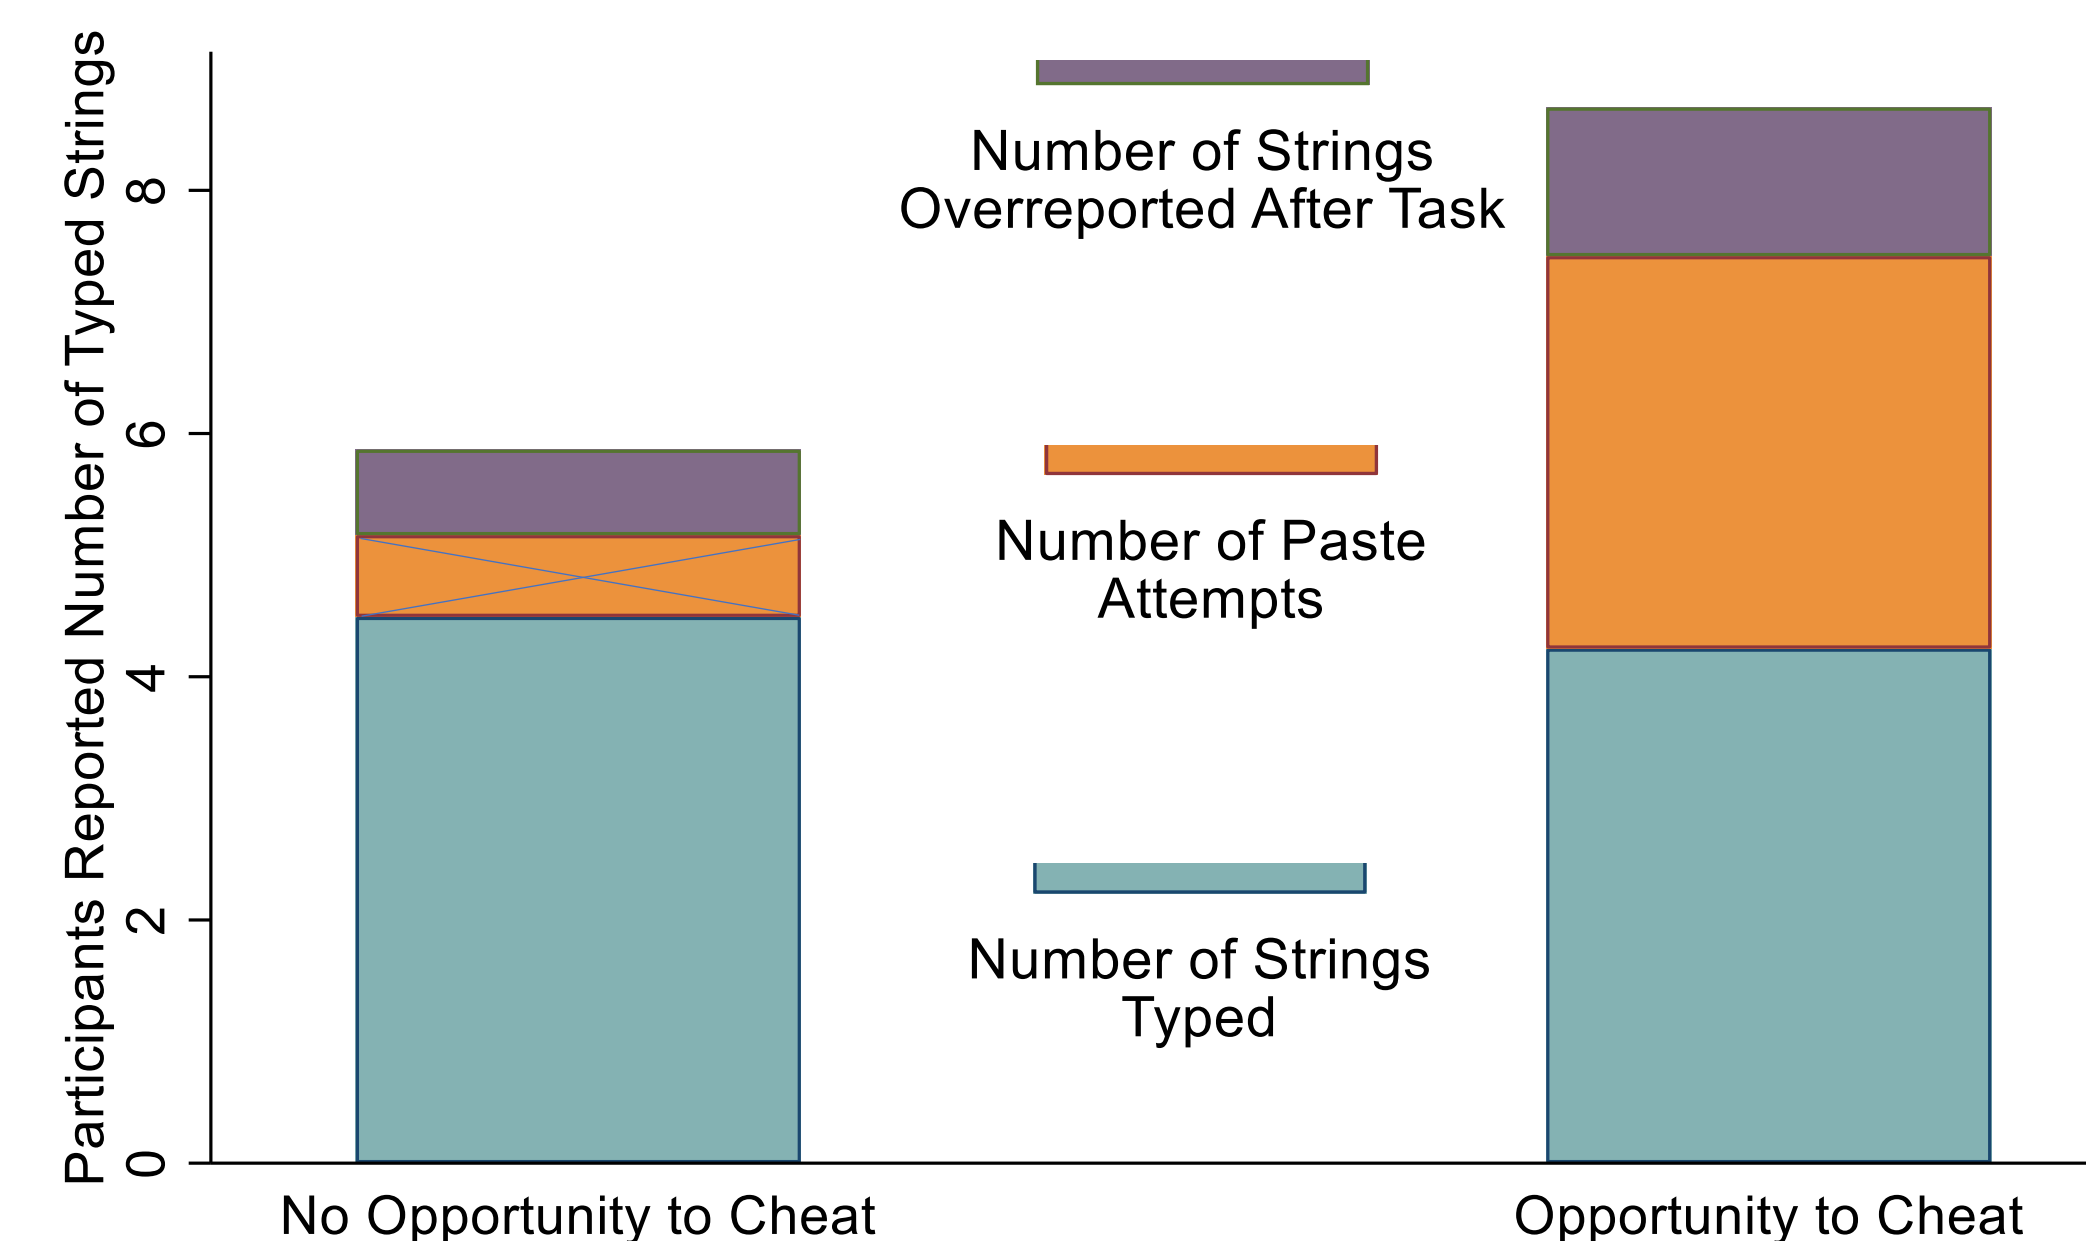 Participants Reported Number of Typed Strings
8
6
4
2
0
Number of Strings
Overreported After Task
Number of Paste
Attempts
Number of Strings
Typed
No Opportunity to Cheat
Opportunity to Cheat